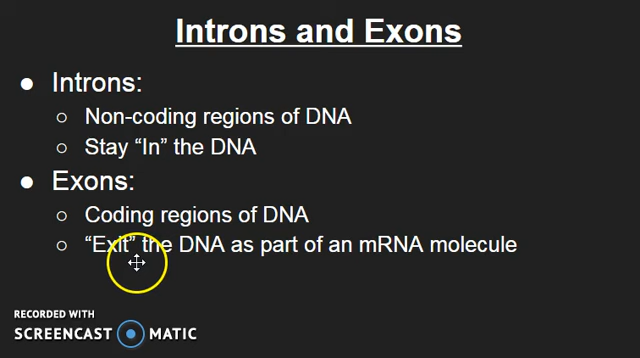 Introns and Exons
● Introns:
○ Non-coding regions of DNA
○ Stay “In” the DNA
● Exons:
○ Coding regions of DNA
○ “Exit” the DNA as part of an mRNA molecule
RECORDED WITH
SCREENCAST MATIC